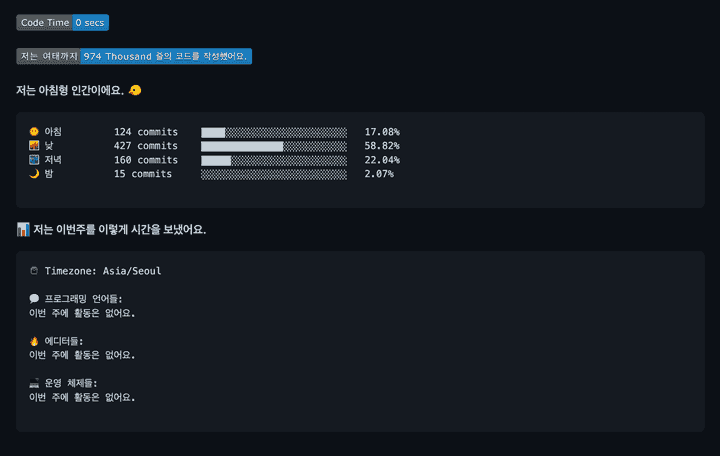 Code Time 0 secs
저는 여태까지 974 Thousand 줄의 코드를 작성했어요.
저는 아침형 인간이에요. 🐤
🌞 아침 124 commits ████░░░░░░░░░░░░░░░░░░░░░ 17.08%
🌆 낮 427 commits ██████████████░░░░░░░░░░░ 58.82%
🌃 저녁 160 commits █████░░░░░░░░░░░░░░░░░░░░ 22.04%
🌙 밤 15 commits ░░░░░░░░░░░░░░░░░░░░░░░░░ 2.07%
📊 저는 이번주를 이렇게 시간을 보냈어요.
🕑︎ Timezone: Asia/Seoul
💬 프로그래밍 언어들:
이번 주에 활동은 없어요.
🔥 에디터들:
이번 주에 활동은 없어요.
💻 운영 체제들:
이번 주에 활동은 없어요.